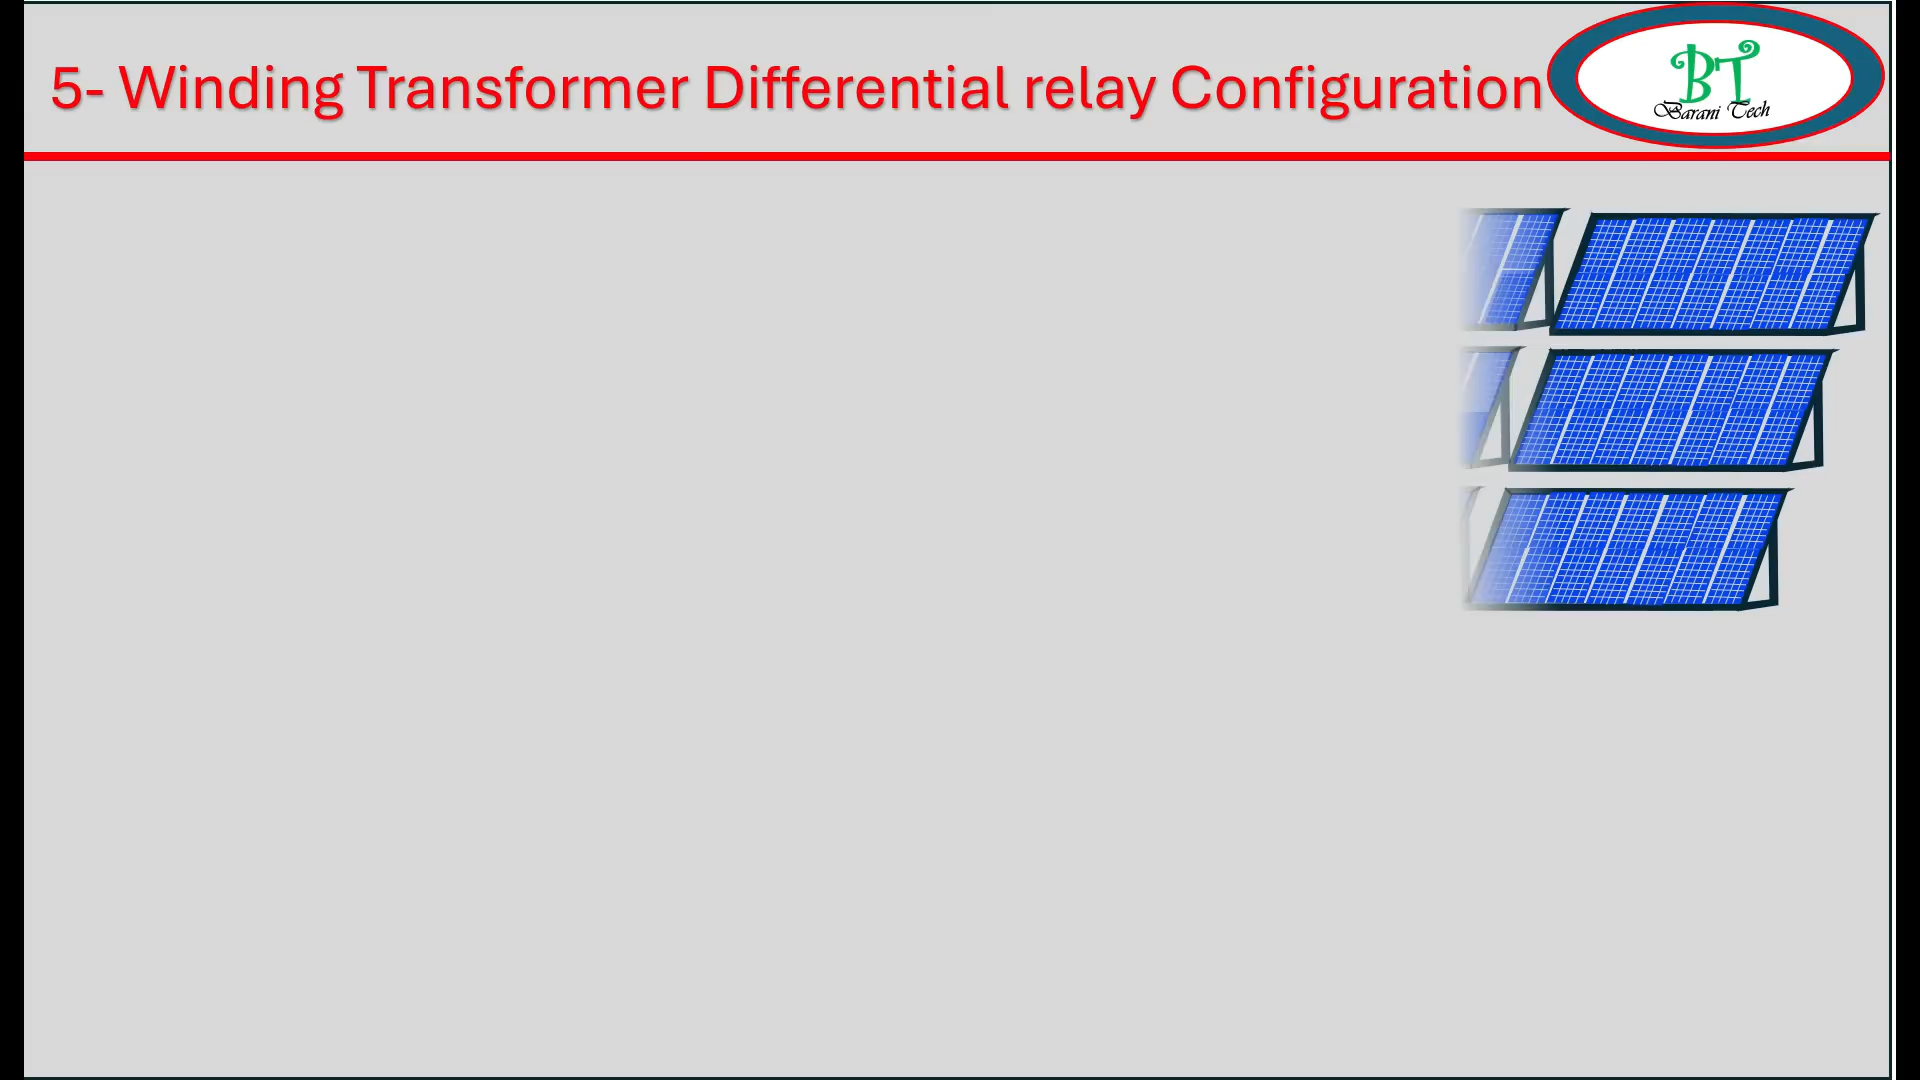 5- Winding Transformer Differential relay Configuration
BT
Barani Tech